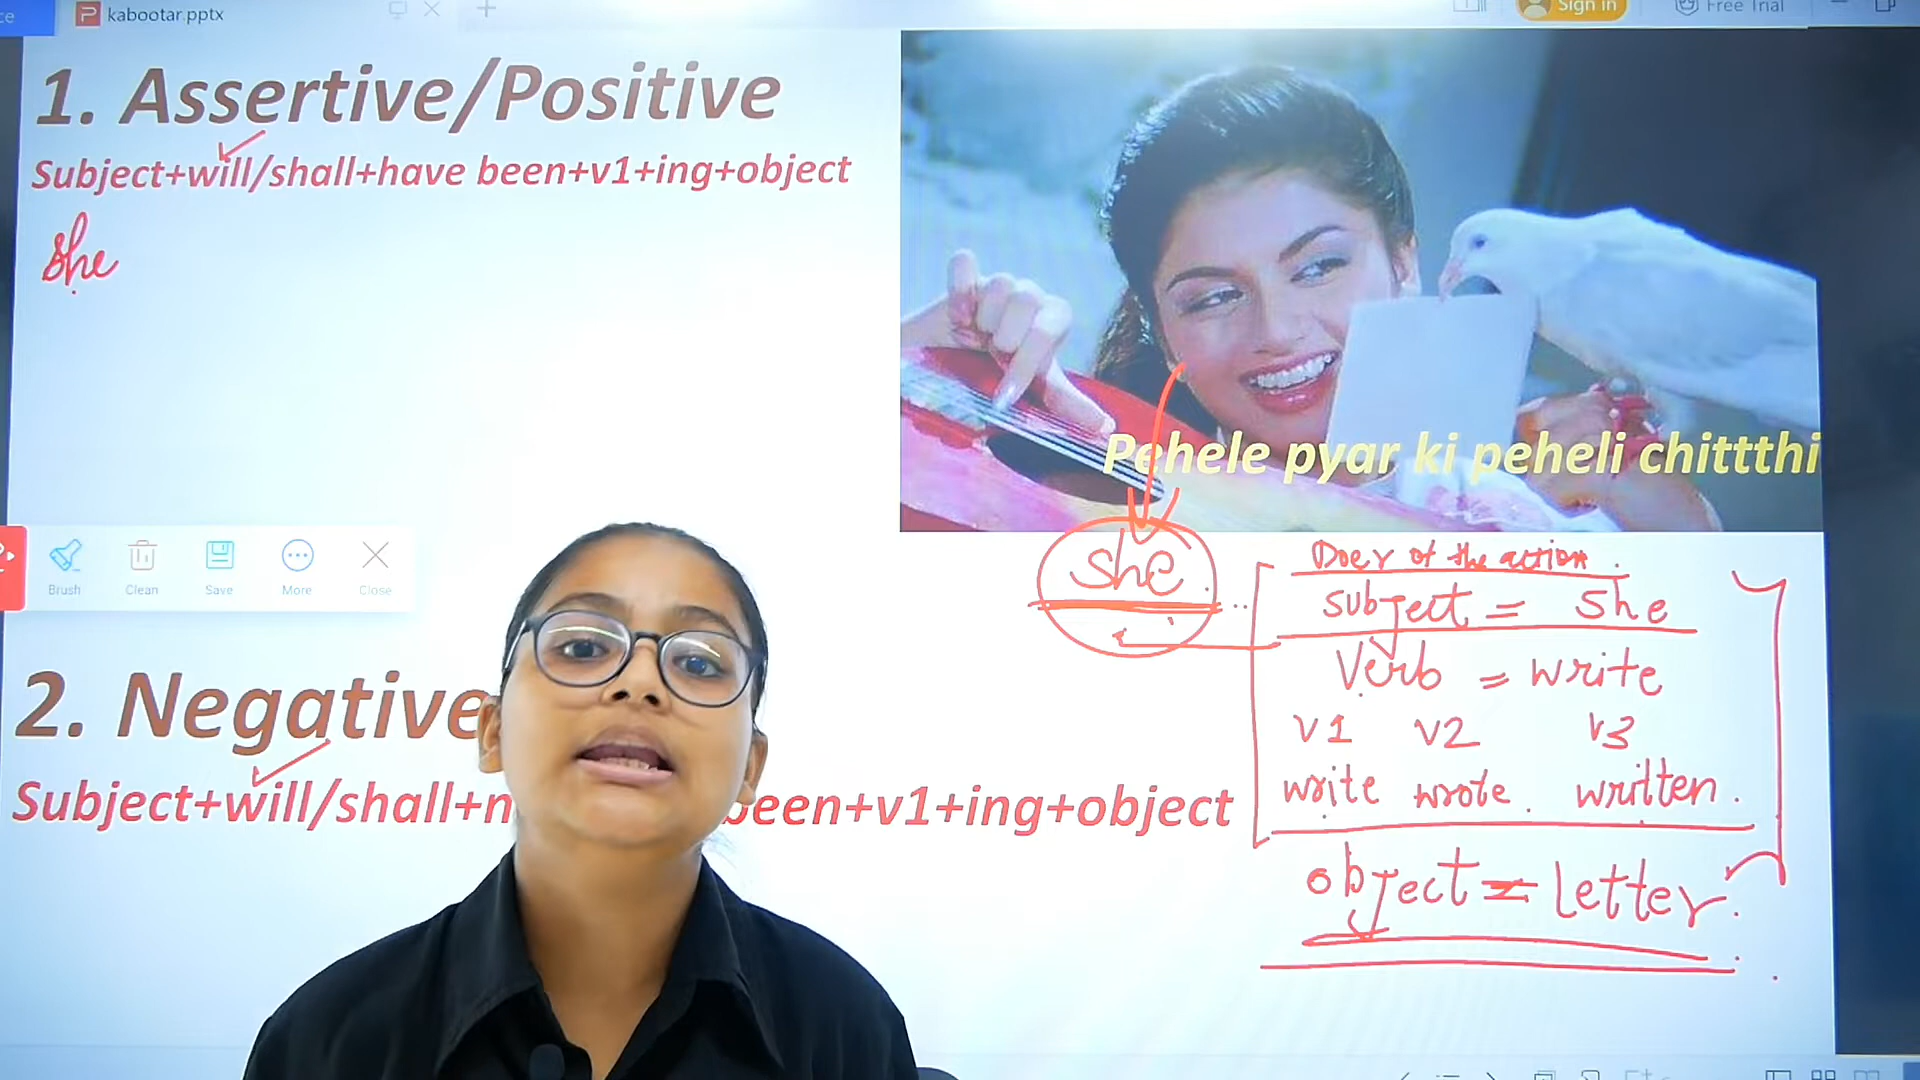 ce
kabootar.pptx
Sign in
Free Trial
1. Assertive/Positive
Subject+will/shall+have been+v1+ing+object
She
Pehele pyar ki peheli chittthi
Brush
Clean
Save
More
Close
She
Doer of the action.
Subject = She
Verb = write
V1 V2 V3
write wrote. written.
object = letter.
2. Negative
Subject+will/shall+n been+v1+ing+object